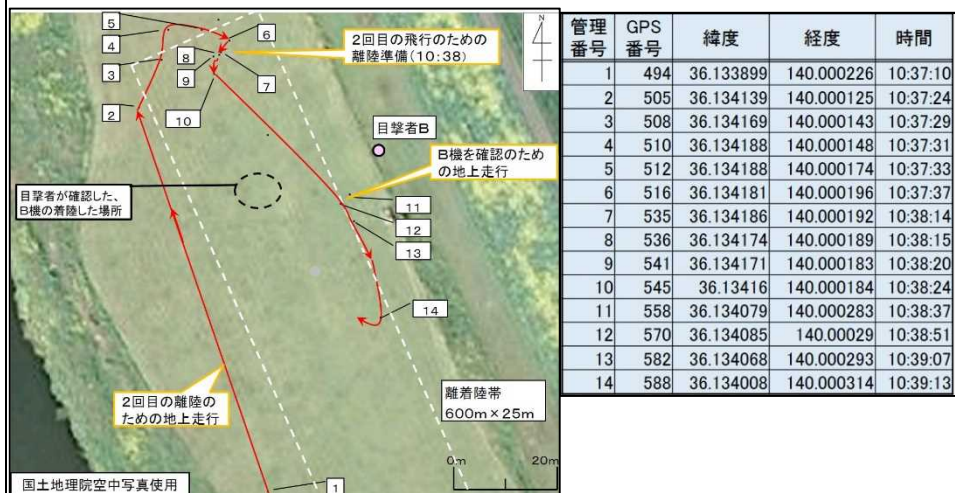 5
4
6
8
3
9
7
2
10
2回目の飛行のための
離陸準備(10:38)
N
4
目撃者B
B機を確認のため
の地上走行
目撃者が確認した、
B機の着陸した場所
11
12
13
14
2回目の離陸の
ための地上走行
離着陸帯
600m×25m
0m 20m
1
国土地理院空中写真使用
管理番号 GPS番号 緯度 経度 時間
1 494 36.133899 140.000226 10:37:10
2 505 36.134139 140.000125 10:37:24
3 508 36.134169 140.000143 10:37:29
4 510 36.134188 140.000148 10:37:31
5 512 36.134188 140.000174 10:37:33
6 516 36.134181 140.000196 10:37:37
7 535 36.134186 140.000192 10:38:14
8 536 36.134174 140.000189 10:38:15
9 541 36.134171 140.000183 10:38:20
10 545 36.13416 140.000184 10:38:24
11 558 36.134079 140.000283 10:38:37
12 570 36.134085 140.00029 10:38:51
13 582 36.134068 140.000293 10:39:07
14 588 36.134008 140.000314 10:39:13